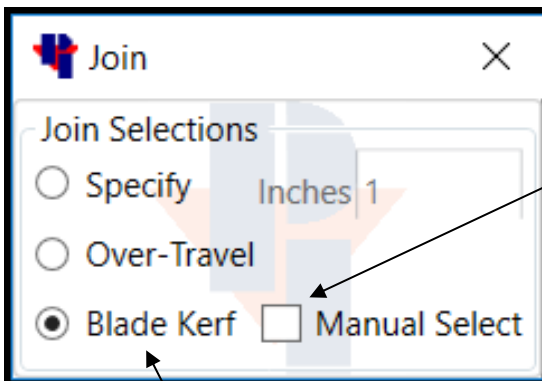 Join
Join Selections
Specify Inches 1
Over-Travel
Blade Kerf Manual Select